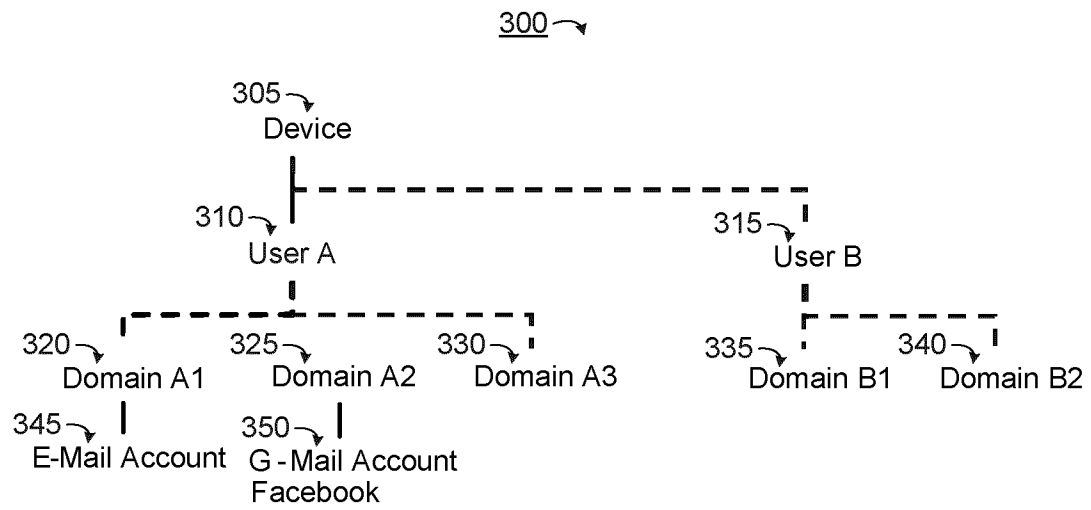 300
305
Device
310
315
User A
User B
320 325 330 335 340
Domain A1 Domain A2 Domain A3 Domain B1 Domain B2
345 350
E-Mail Account G-Mail Account
Facebook